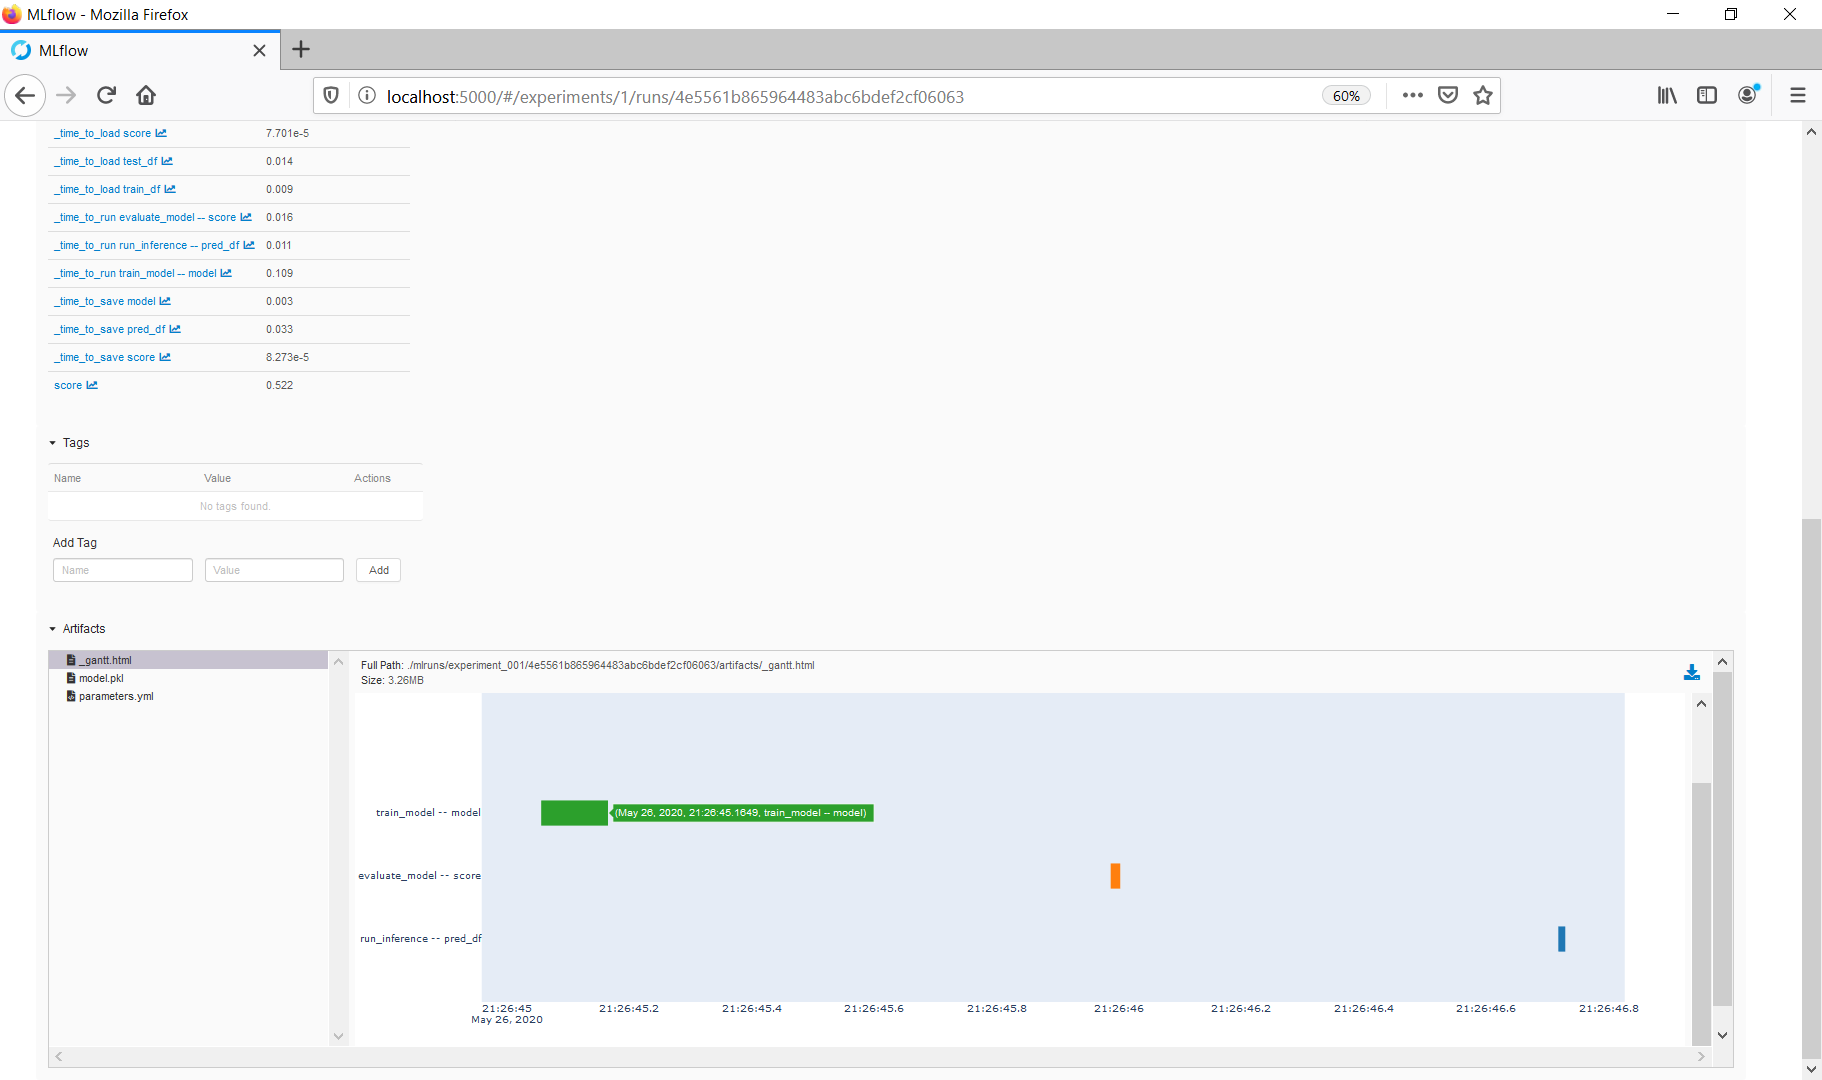 MLflow - Mozilla Firefox
MLflow
localhost:5000/#/experiments/1/runs/4e5561b865964483abc6bdef2cf06063
60%
_time_to_load score 7.701e-5
_time_to_load test_df 0.014
_time_to_load train_df 0.009
_time_to_run evaluate_model -- score 0.016
_time_to_run run_inference -- pred_df 0.011
_time_to_run train_model -- model 0.109
_time_to_save model 0.003
_time_to_save pred_df 0.033
_time_to_save score 8.273e-5
score 0.522
Tags
Name Value Actions
No tags found.
Add Tag
Name Value Add
Artifacts
_gantt.html
model.pkl
parameters.yml
Full Path: ./mlruns/experiment_001/4e5561b865964483abc6bdef2cf06063/artifacts/_gantt.html
Size: 3.26MB
train_model -- model
(May 26, 2020, 21:26:45.1649, train_model -- model)
evaluate_model -- score
run_inference -- pred_df
21:26:45 21:26:45.2 21:26:45.4 21:26:45.6 21:26:45.8 21:26:46 21:26:46.2 21:26:46.4 21:26:46.6 21:26:46.8
May 26, 2020